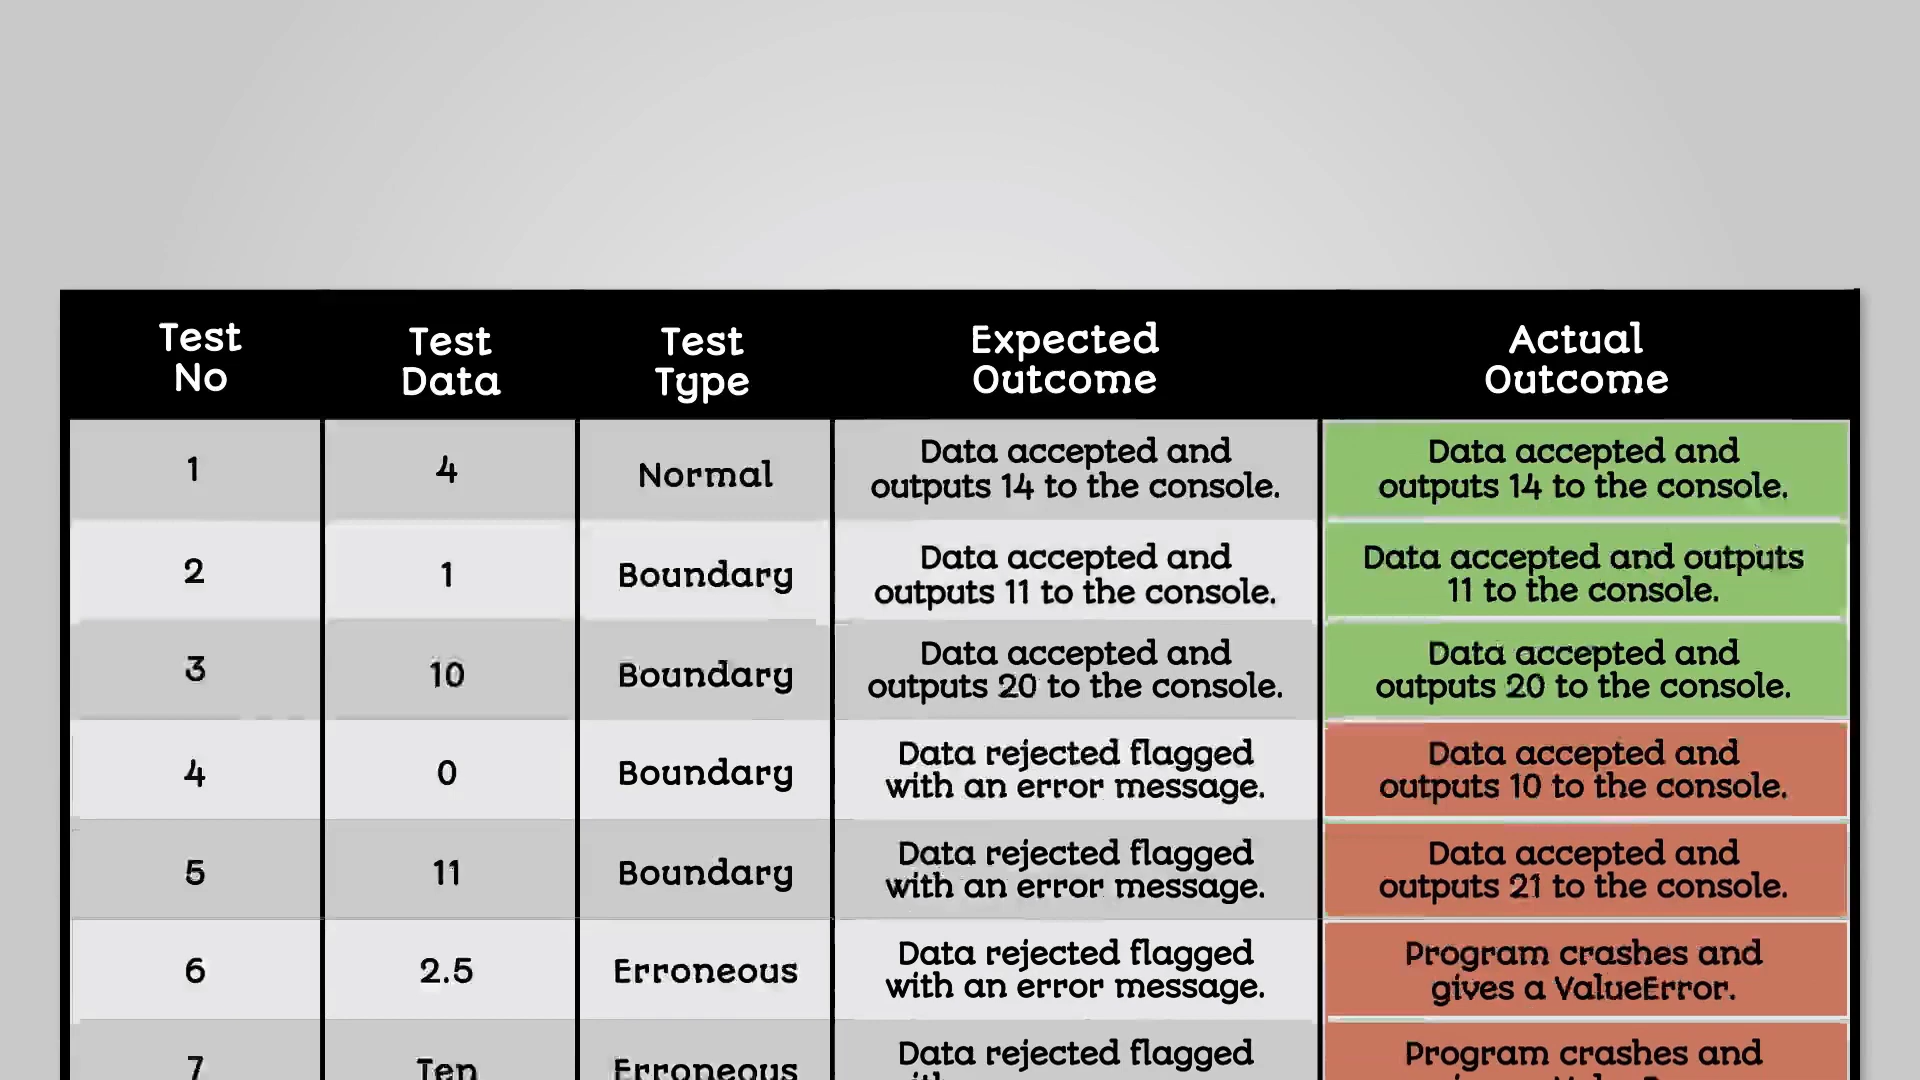 Test No
Test Data
Test Type
Expected Outcome
Actual Outcome
1
4
Normal
Data accepted and
outputs 14 to the console.
Data accepted and
outputs 14 to the console.
2
1
Boundary
Data accepted and
outputs 11 to the console.
Data accepted and outputs
11 to the console.
3
10
Boundary
Data accepted and
outputs 20 to the console.
Data accepted and
outputs 20 to the console.
4
0
Boundary
Data rejected flagged
with an error message.
Data accepted and
outputs 10 to the console.
5
11
Boundary
Data rejected flagged
with an error message.
Data accepted and
outputs 21 to the console.
6
2.5
Erroneous
Data rejected flagged
with an error message.
Program crashes and
gives a ValueError.
7
Ten
Erroneous
Data rejected flagged
Program crashes and